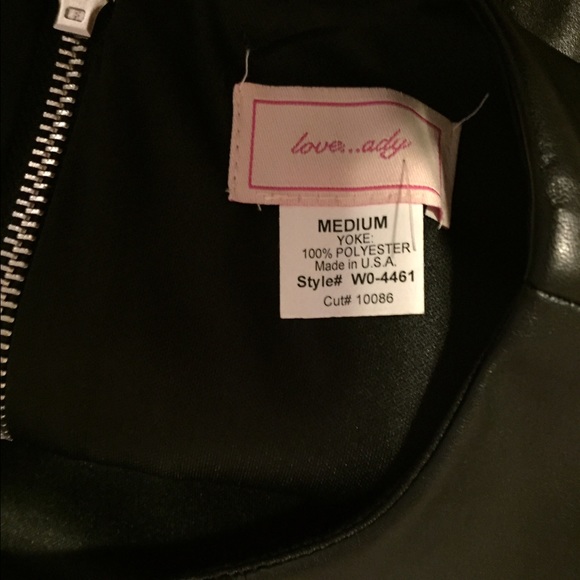 love...ady
MEDIUM
YOKE:
100% POLYESTER
Made in U.S.A.
Style# W0-4461
Cut# 10086